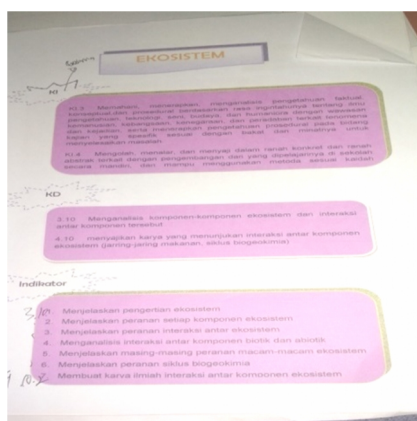 EKOSISTEM
KI
KI 3 Memahami, menerapkan, menganalisis pengetahuan faktual,
konseptual dan prosedural berdasarkan rasa ingintahunya tentang ilmu
pengetahuan, teknologi, seni, budaya, dan humaniora dengan wawasan
kemanusiaan, kebangsaan, kenegaraan, dan peradaban terkait fenomena
dan kejadian, serta menerapkan pengetahuan prosedural pada bidang
kajian yang spesifik sesuai dengan bakat dan minatnya untuk
menyelesaikan masalah
KI 4 Mengolah, menalar, dan menyaji dalam ranah konkret dan ranah
abstrak terkait dengan pengembangan dari yang dipelajarinya di sekolah
secara mandiri, dan mampu menggunakan metoda sesuai kaidah
KD
3.10 Menganalisis komponen-komponen ekosistem dan interaksi
antar komponen tersebut
4.10 menyajikan karya yang menunjukan interaksi antar komponen
ekosistem (jarring-jaring makanan, siklus biogeokimia)
Indikator
1. Menjelaskan pengertian ekosistem
2. Menjelaskan peranan setiap komponen ekosistem
3. Menjelaskan peranan interaksi antar ekosistem
4. Menganalisis interaksi antar komponen biotik dan abiotik
5. Menjelaskan masing-masing peranan macam-macam ekosistem
6. Menjelaskan peranan siklus biogeokimia
Membuat karya ilmiah interaksi antar komponen ekosistem